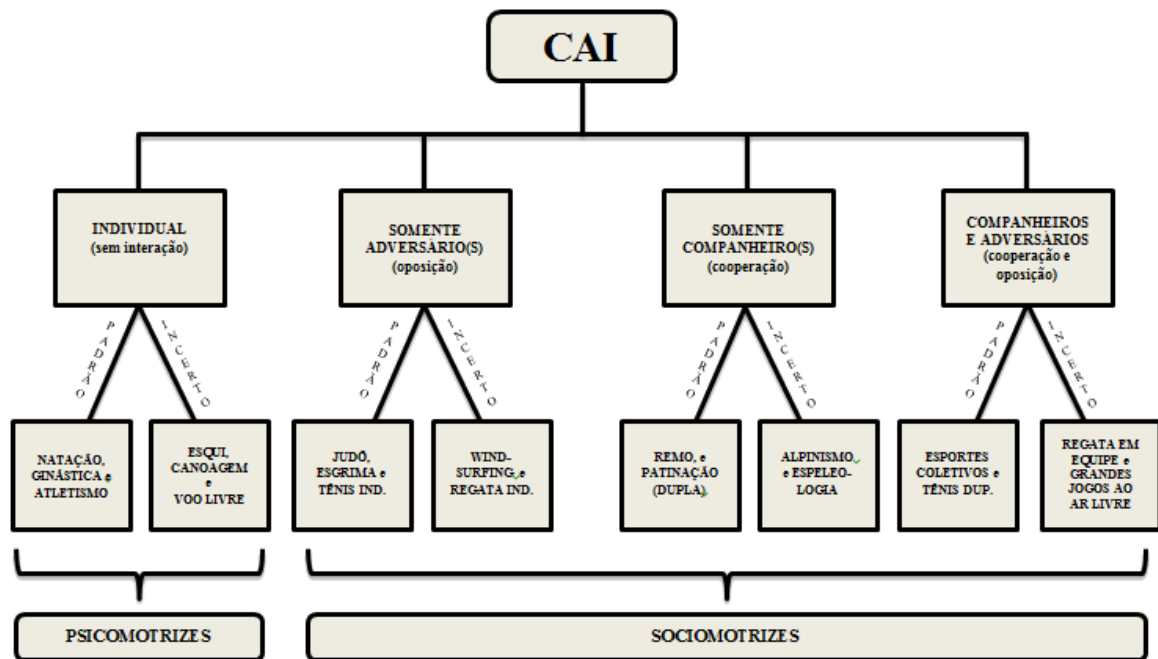 CAI
INDIVIDUAL
(sem interação)
SOMENTE
ADVERSÁRIO(S)
(oposição)
SOMENTE
COMPANHEIRO(S)
(cooperação)
COMPANHEIROS
E ADVERSÁRIOS
(cooperação e
oposição)
PADRÃO
INCERTO
PADRÃO
INCERTO
PADRÃO
INCERTO
PADRÃO
INCERTO
NATAÇÃO,
GINÁSTICA e
ATLETISMO
ESQUI,
CANOAGEM
e
VOO LIVRE
JUDÔ,
ESGRIMA e
TÊNIS IND.
WIND-
SURFING, e
REGATA IND.
REMO, e
PATINAÇÃO
(DUPLA)
ALPINISMO,
e ESPELEO-
LOGIA
ESPORTES
COLETIVOS e
TÊNIS DUP.
REGATA EM
EQUIPE e
GRANDES
JOGOS AO
AR LIVRE
PSICOMOTRIZES
SOCIOMOTRIZES